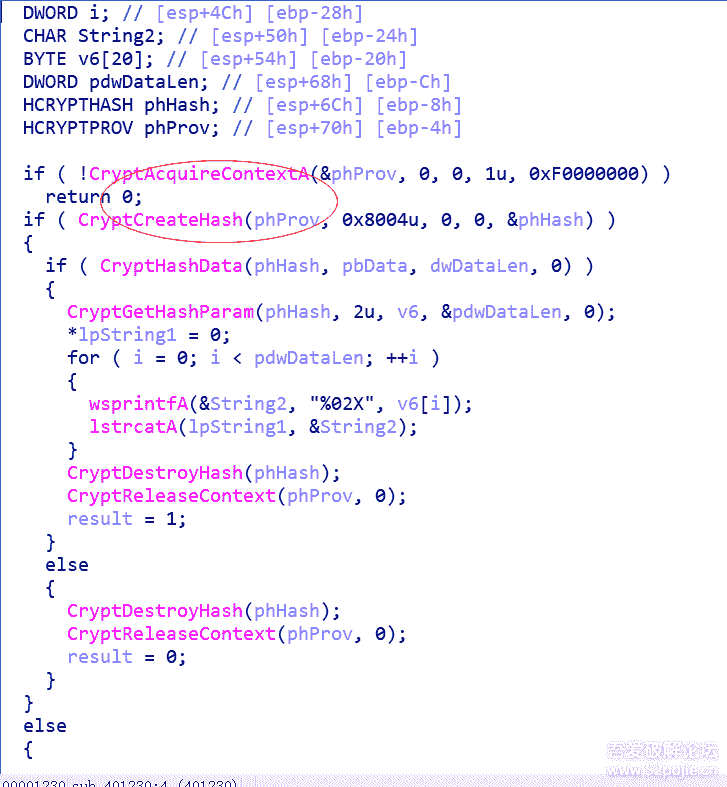 DWORD i; // [esp+4Ch] [ebp-28h]
CHAR String2; // [esp+50h] [ebp-24h]
BYTE v6[20]; // [esp+54h] [ebp-20h]
DWORD pdwDataLen; // [esp+68h] [ebp-Ch]
HCRYPTHASH phHash; // [esp+6Ch] [ebp-8h]
HCRYPTPROV phProv; // [esp+70h] [ebp-4h]
if ( !CryptAcquireContextA(&phProv, 0, 0, 1u, 0xF0000000) )
return 0;
if ( CryptCreateHash(phProv, 0x8004u, 0, 0, &phHash) )
{
if ( CryptHashData(phHash, pbData, dwDataLen, 0) )
{
CryptGetHashParam(phHash, 2u, v6, &pdwDataLen, 0);
*lpString1 = 0;
for ( i = 0; i < pdwDataLen; ++i )
{
wsprintfA(&String2, "%02X", v6[i]);
lstrcatA(lpString1, &String2);
}
CryptDestroyHash(phHash);
CryptReleaseContext(phProv, 0);
result = 1;
}
else
{
CryptDestroyHash(phHash);
CryptReleaseContext(phProv, 0);
result = 0;
}
}
else
{
吾爱破解论坛
www.52pojie.cn
00001230 sub_401230:4 (401230)